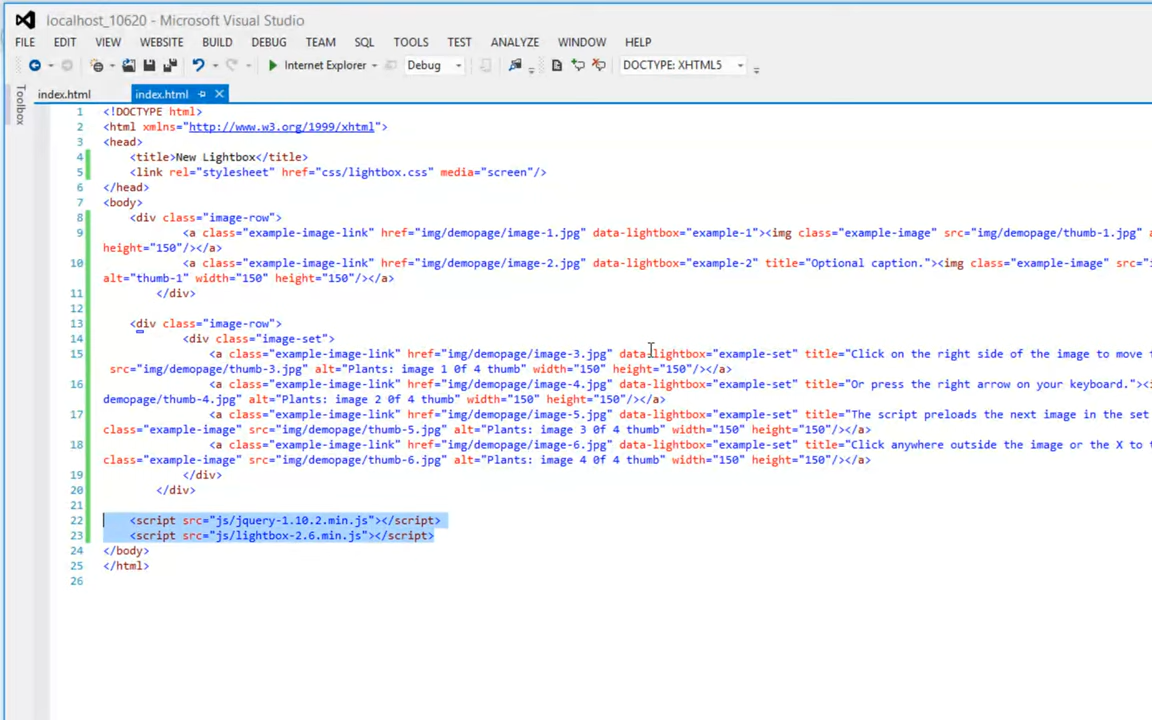 localhost_10620 - Microsoft Visual Studio
FILE EDIT VIEW WEBSITE BUILD DEBUG TEAM SQL TOOLS TEST ANALYZE WINDOW HELP
Internet Explorer Debug DOCTYPE: XHTML5
Toolbox
index.html index.html
1 <!DOCTYPE html>
2 <html xmlns="http://www.w3.org/1999/xhtml">
3 <head>
4 <title>New Lightbox</title>
5 <link rel="stylesheet" href="css/lightbox.css" media="screen"/>
6 </head>
7 <body>
8 <div class="image-row">
9 <a class="example-image-link" href="img/demopage/image-1.jpg" data-lightbox="example-1"><img class="example-image" src="img/demopage/thumb-1.jpg" a
height="150"/></a>
10 <a class="example-image-link" href="img/demopage/image-2.jpg" data-lightbox="example-2" title="Optional caption."><img class="example-image" src="i
alt="thumb-1" width="150" height="150"/></a>
11 </div>
12
13 <div class="image-row">
14 <div class="image-set">
15 <a class="example-image-link" href="img/demopage/image-3.jpg" data-lightbox="example-set" title="Click on the right side of the image to move
src="img/demopage/thumb-3.jpg" alt="Plants: image 1 0f 4 thumb" width="150" height="150"/></a>
16 <a class="example-image-link" href="img/demopage/image-4.jpg" data-lightbox="example-set" title="Or press the right arrow on your keyboard."><i
demopage/thumb-4.jpg" alt="Plants: image 2 0f 4 thumb" width="150" height="150"/></a>
17 <a class="example-image-link" href="img/demopage/image-5.jpg" data-lightbox="example-set" title="The script preloads the next image in the set
class="example-image" src="img/demopage/thumb-5.jpg" alt="Plants: image 3 0f 4 thumb" width="150" height="150"/></a>
18 <a class="example-image-link" href="img/demopage/image-6.jpg" data-lightbox="example-set" title="Click anywhere outside the image or the X to
class="example-image" src="img/demopage/thumb-6.jpg" alt="Plants: image 4 0f 4 thumb" width="150" height="150"/></a>
19 </div>
20 </div>
21
22 <script src="js/jquery-1.10.2.min.js"></script>
23 <script src="js/lightbox-2.6.min.js"></script>
24 </body>
25 </html>
26